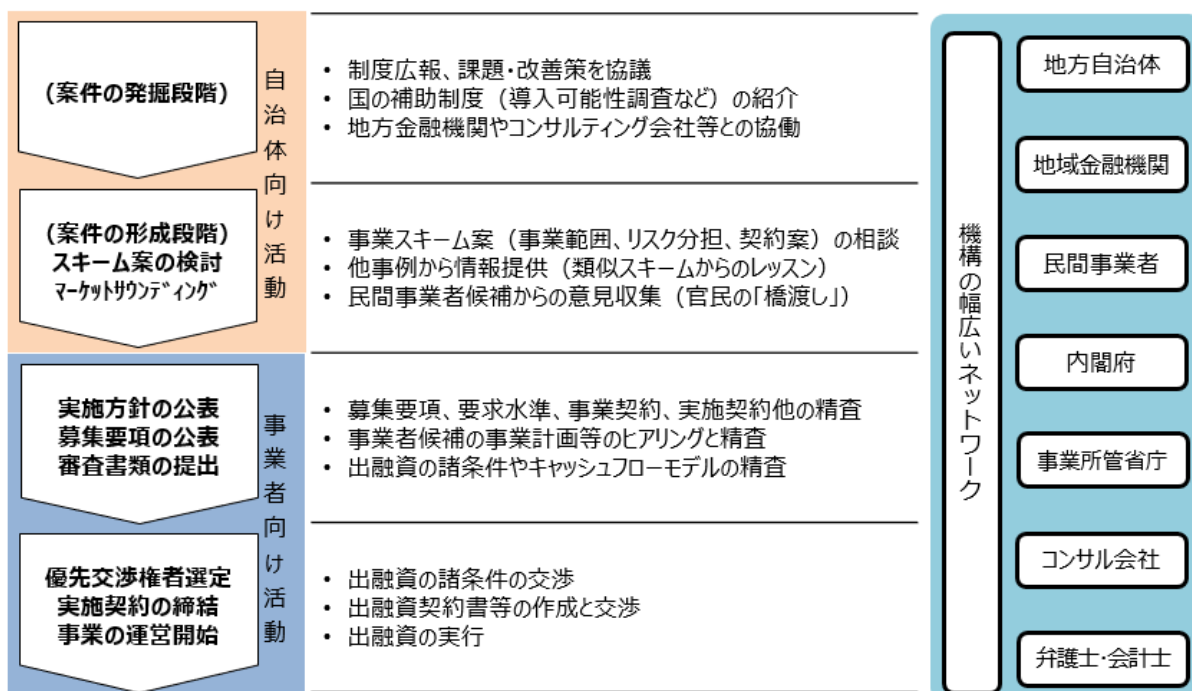 (案件の発掘段階)
自治体向け活動
• 制度広報、課題・改善策を協議
• 国の補助制度（導入可能性調査など）の紹介
• 地方金融機関やコンサルティング会社等との協働
(案件の形成段階)
スキーム案の検討
ﾏｰｹｯﾄｻｳﾝﾃﾞｨﾝｸﾞ
• 事業スキーム案（事業範囲、リスク分担、契約案）の相談
• 他事例から情報提供（類似スキームからのレッスン）
• 民間事業者候補からの意見収集（官民の「橋渡し」）
実施方針の公表
募集要項の公表
審査書類の提出
事業者向け活動
• 募集要項、要求水準、事業契約、実施契約他の精査
• 事業者候補の事業計画等のヒアリングと精査
• 出融資の諸条件やキャッシュフローモデルの精査
優先交渉権者選定
実施契約の締結
事業の運営開始
• 出融資の諸条件の交渉
• 出融資契約書等の作成と交渉
• 出融資の実行
機構の幅広いネットワーク
地方自治体
地域金融機関
民間事業者
内閣府
事業所管省庁
コンサル会社
弁護士・会計士